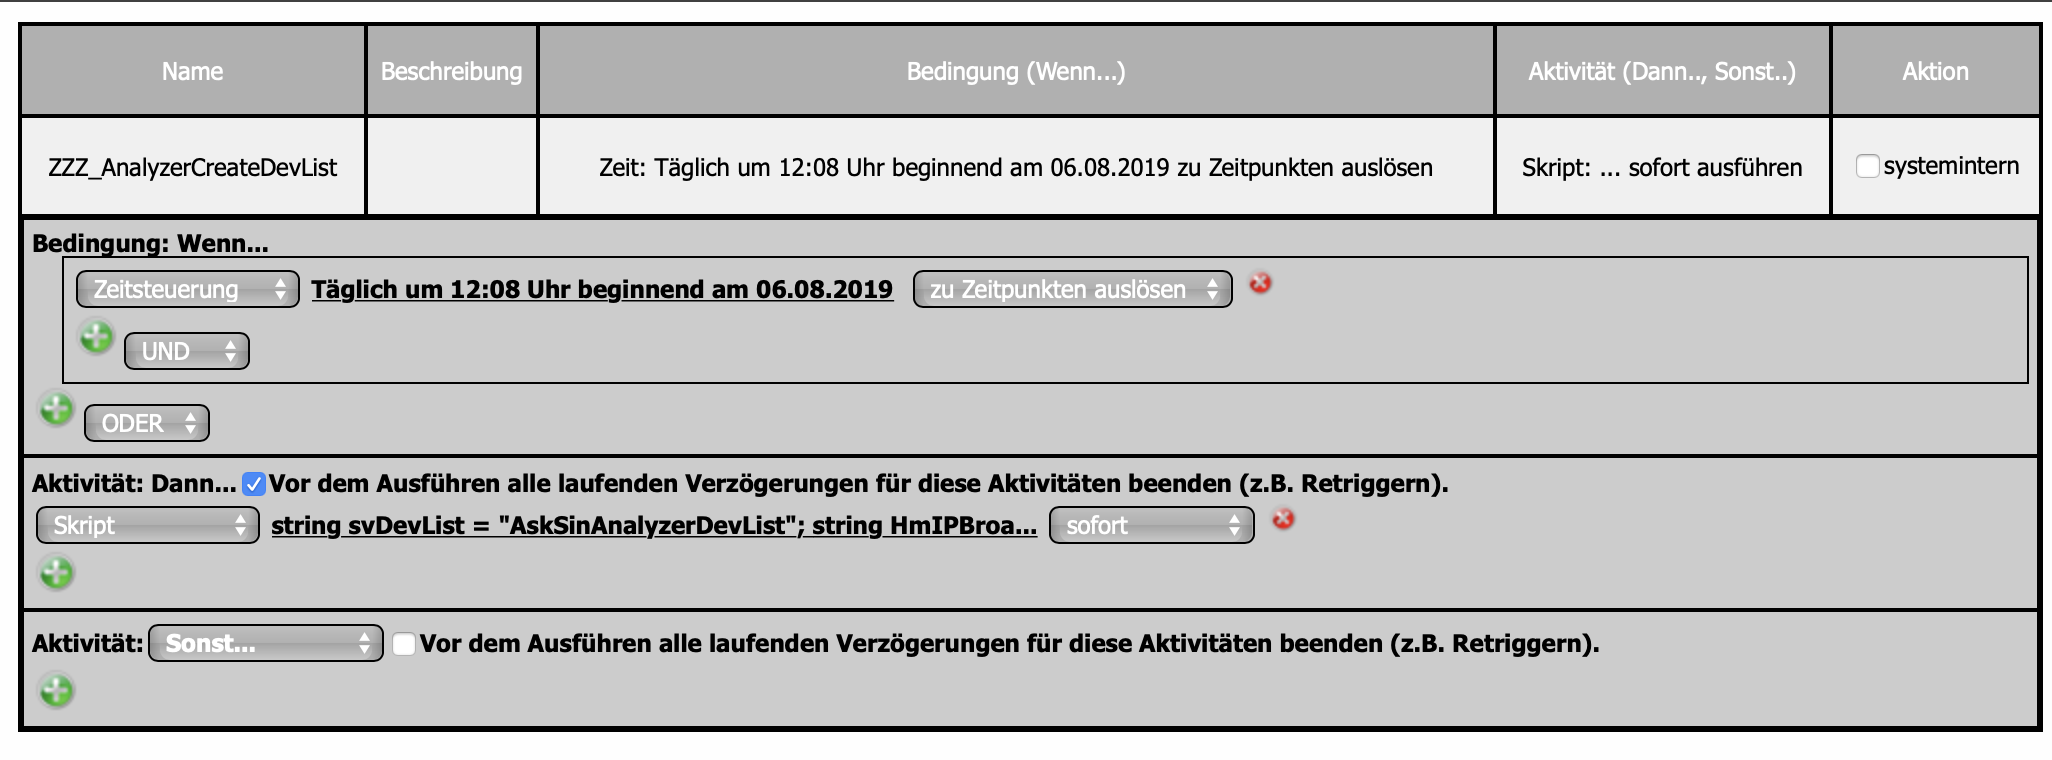 Name Beschreibung Bedingung (Wenn...) Aktivität (Dann.., Sonst..) Aktion
ZZZ_AnalyzerCreateDevList Zeit: Täglich um 12:08 Uhr beginnend am 06.08.2019 zu Zeitpunkten auslösen Skript: ... sofort ausführen systemintern
Bedingung: Wenn...
Zeitsteuerung Täglich um 12:08 Uhr beginnend am 06.08.2019 zu Zeitpunkten auslösen
UND
ODER
Aktivität: Dann... Vor dem Ausführen alle laufenden Verzögerungen für diese Aktivitäten beenden (z.B. Retriggern).
Skript string svDevList = "AskSinAnalyzerDevList"; string HmIPBroa... sofort
Aktivität: Sonst... Vor dem Ausführen alle laufenden Verzögerungen für diese Aktivitäten beenden (z.B. Retriggern).